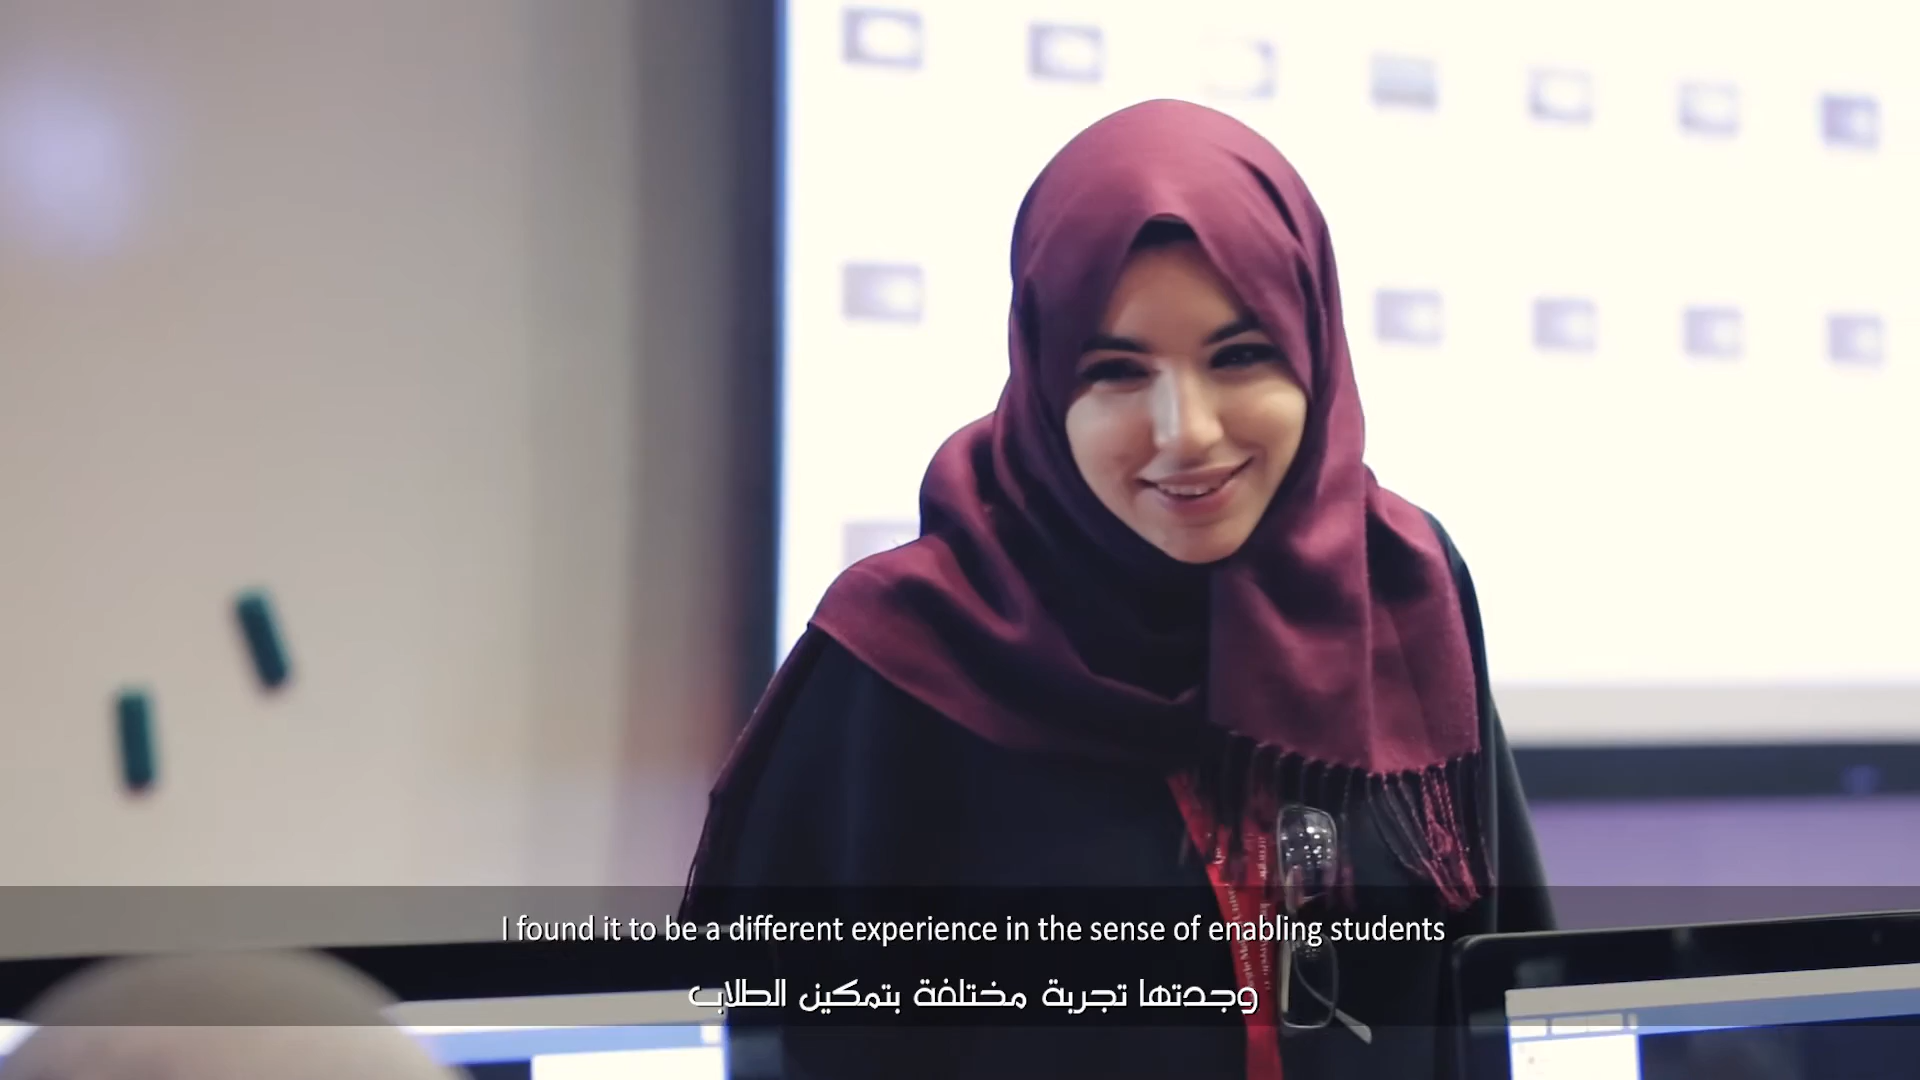 I found it to be a different experience in the sense of enabling students
وجدتها تجربة مختلفة بتمكين الطلاب